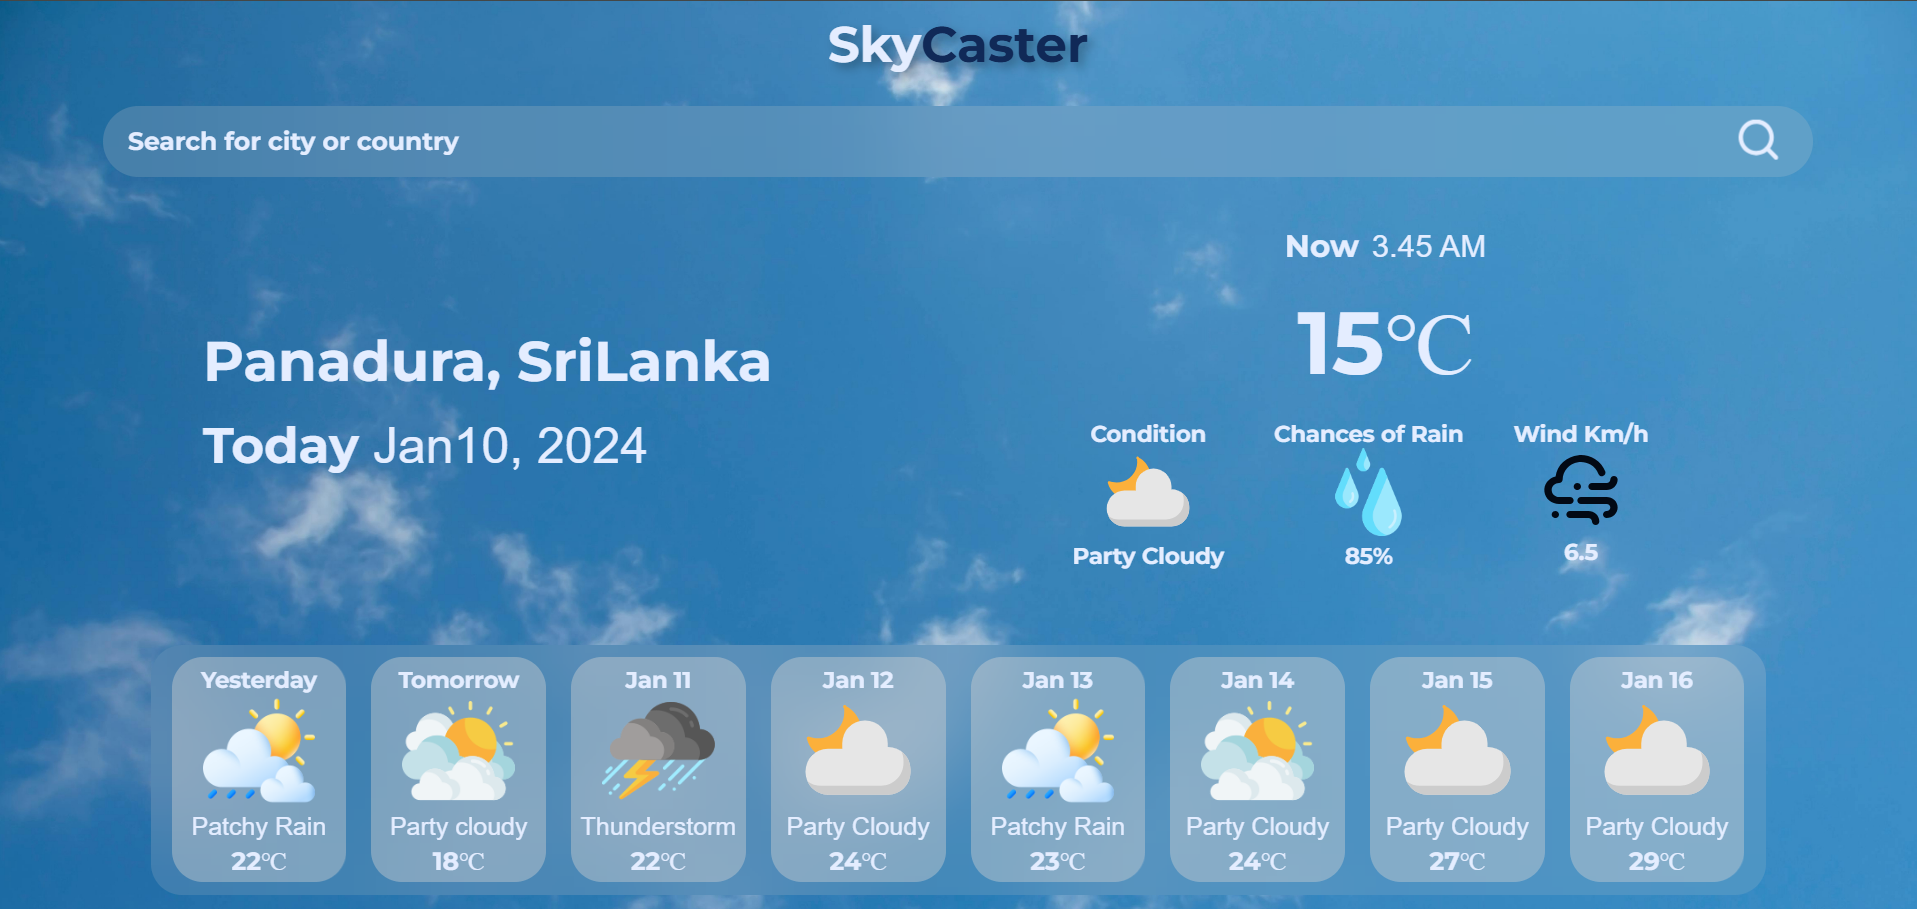 SkyCaster
Search for city or country
Now 3.45 AM
15℃
Panadura, SriLanka
Today Jan10, 2024
Condition
Chances of Rain
Wind Km/h
Party Cloudy
85%
6.5
Yesterday
Patchy Rain
22℃
Tomorrow
Party cloudy
18℃
Jan 11
Thunderstorm
22℃
Jan 12
Party Cloudy
24℃
Jan 13
Patchy Rain
23℃
Jan 14
Party Cloudy
24℃
Jan 15
Party Cloudy
27℃
Jan 16
Party Cloudy
29℃